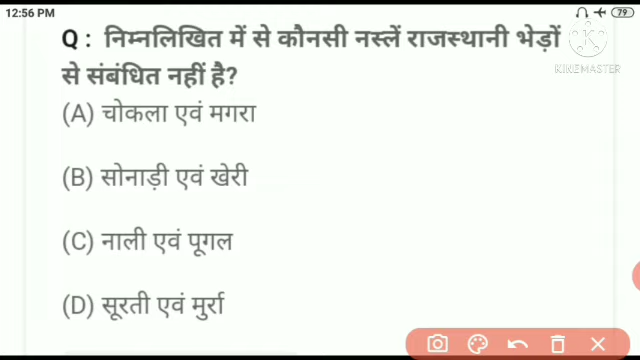 12:56 PM
79
Q : निम्नलिखित में से कौनसी नस्लें राजस्थानी भेड़ों
KINEMASTER
से संबंधित नहीं है?
(A) चोकला एवं मगरा
(B) सोनाड़ी एवं खेरी
(C) नाली एवं पूगल
(D) सूरती एवं मुर्रा